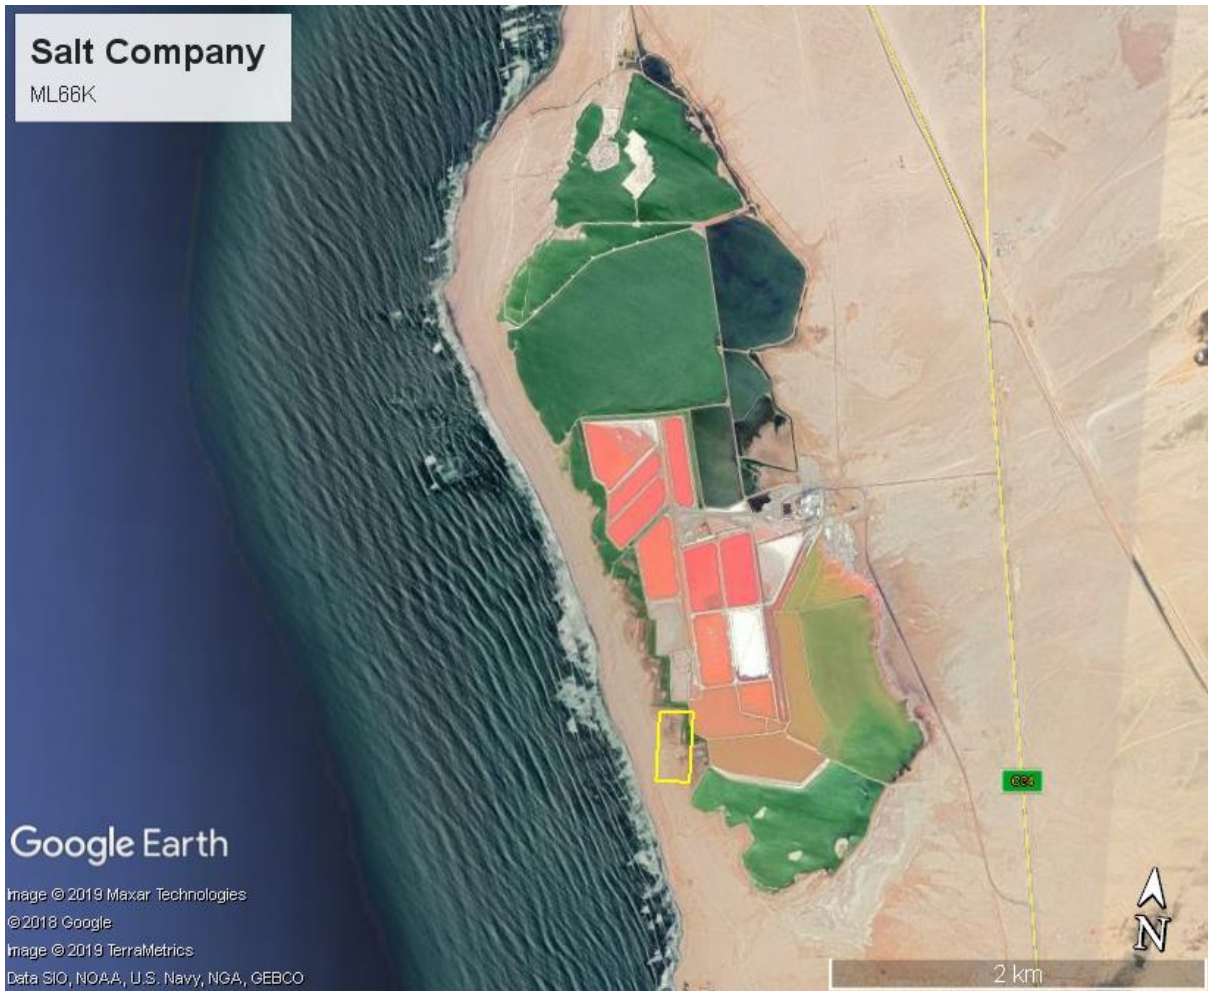 Salt Company
ML66K
C34
Google Earth
Image © 2019 Maxar Technologies
© 2018 Google
Image © 2019 TerraMetrics
Data SIO, NOAA, U.S. Navy, NGA, GEBCO
N
2 km